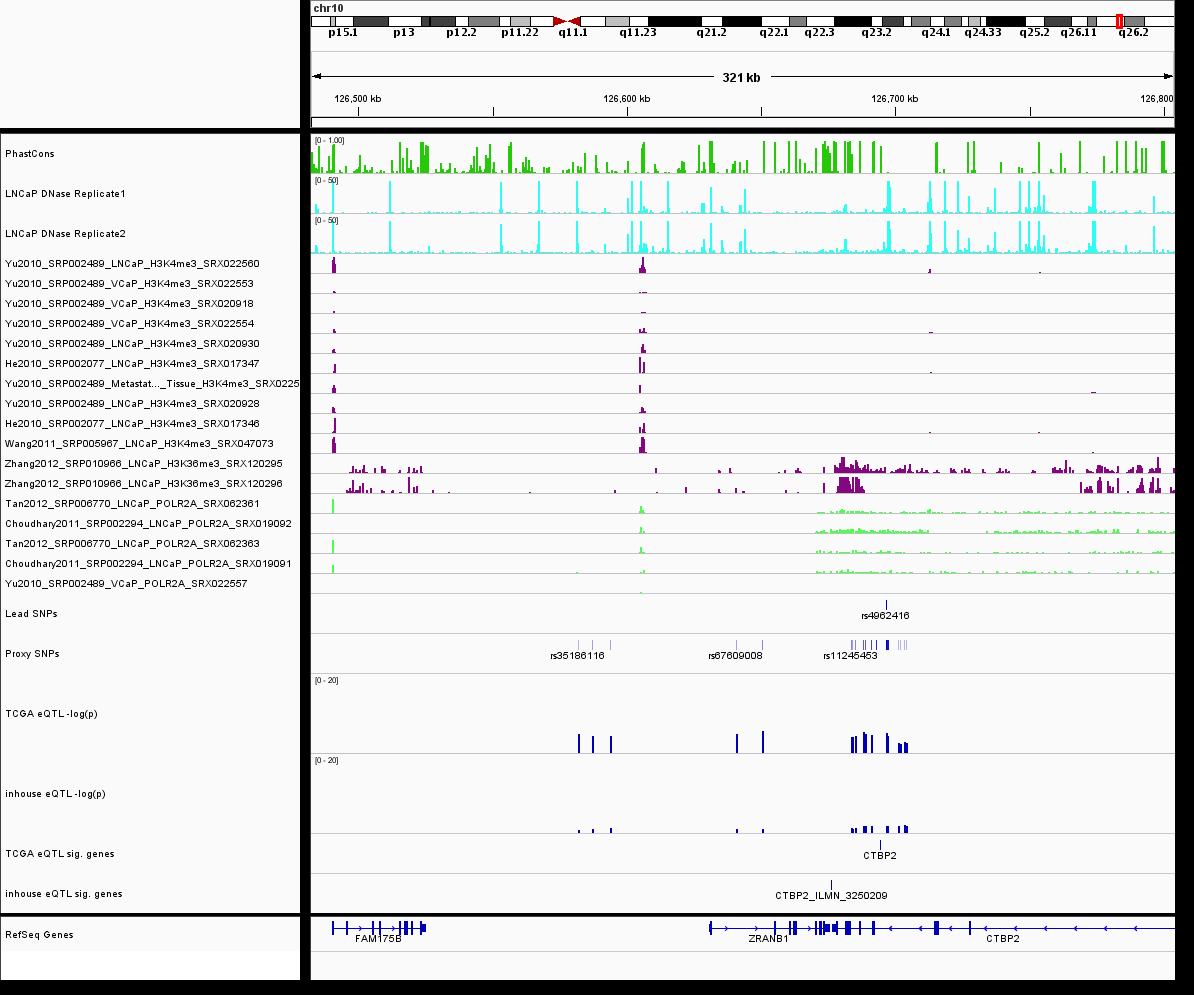 chr10
p15.1 p13 p12.2 p11.22 q11.1 q11.23 q21.2 q22.1 q22.3 q23.2 q24.1 q24.33 q25.2 q26.11 q26.2
321 kb
126,500 kb 126,600 kb 126,700 kb 126,800
PhastCons [0 - 1.00]
LNCaP DNase Replicate1 [0 - 50]
LNCaP DNase Replicate2 [0 - 50]
Yu2010_SRP002489_LNCaP_H3K4me3_SRX022560
Yu2010_SRP002489_VCaP_H3K4me3_SRX022553
Yu2010_SRP002489_VCaP_H3K4me3_SRX020918
Yu2010_SRP002489_VCaP_H3K4me3_SRX022554
Yu2010_SRP002489_LNCaP_H3K4me3_SRX020930
He2010_SRP002077_LNCaP_H3K4me3_SRX017347
Yu2010_SRP002489_Metastat..._Tissue_H3K4me3_SRX0225
Yu2010_SRP002489_LNCaP_H3K4me3_SRX020928
He2010_SRP002077_LNCaP_H3K4me3_SRX017346
Wang2011_SRP005967_LNCaP_H3K4me3_SRX047073
Zhang2012_SRP010966_LNCaP_H3K36me3_SRX120295
Zhang2012_SRP010966_LNCaP_H3K36me3_SRX120296
Tan2012_SRP006770_LNCaP_POLR2A_SRX062361
Choudhary2011_SRP002294_LNCaP_POLR2A_SRX019092
Tan2012_SRP006770_LNCaP_POLR2A_SRX062363
Choudhary2011_SRP002294_LNCaP_POLR2A_SRX019091
Yu2010_SRP002489_VCaP_POLR2A_SRX022557
Lead SNPs rs4962416
Proxy SNPs rs35186116 rs67609008 rs11245453
[0 - 20]
TCGA eQTL -log(p)
[0 - 20]
inhouse eQTL -log(p)
TCGA eQTL sig. genes CTBP2
inhouse eQTL sig. genes CTBP2_ILMN_3250209
RefSeq Genes FAM175B ZRANB1 CTBP2